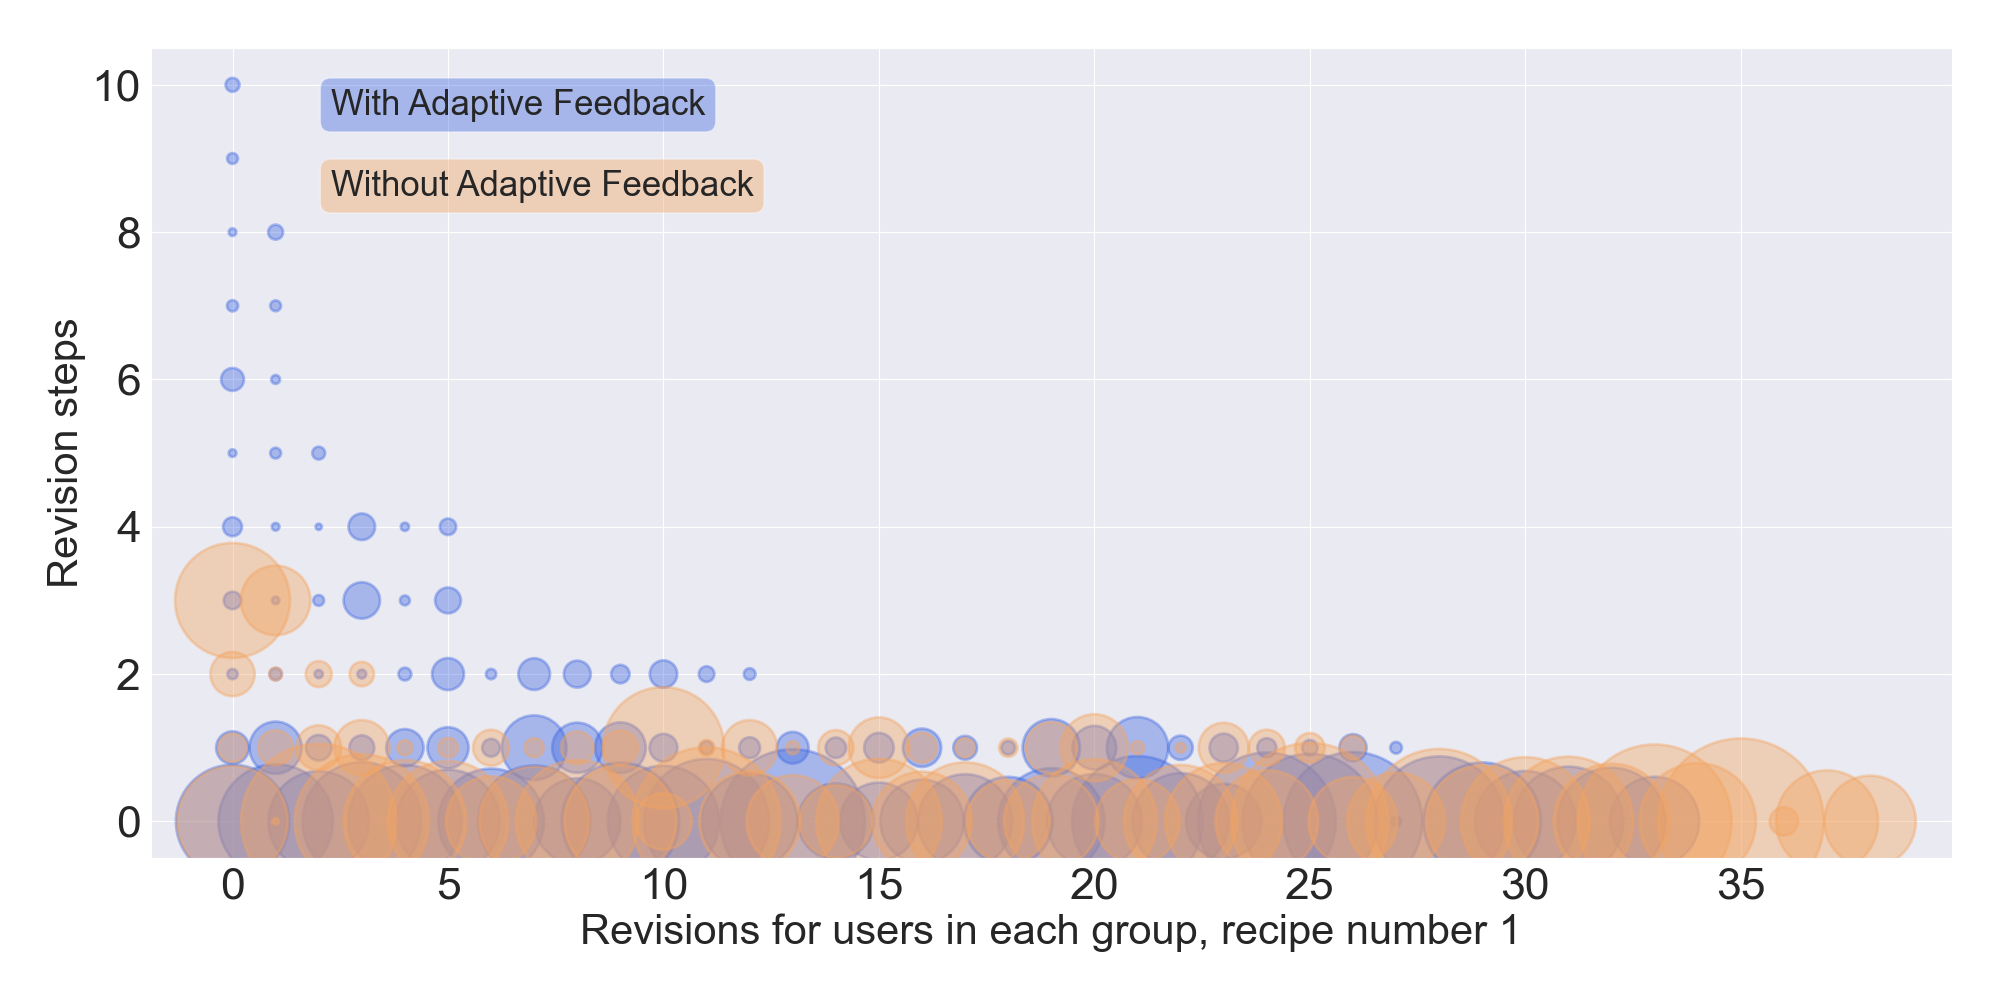 10
8
6
4
2
0
Revision steps
With Adaptive Feedback
Without Adaptive Feedback
0 5 10 15 20 25 30 35
Revisions for users in each group, recipe number 1